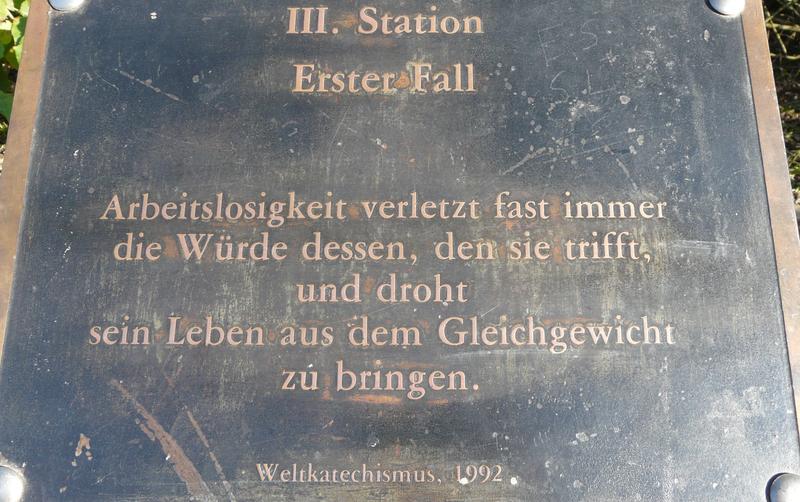 III. Station
Erster Fall
Arbeitslosigkeit verletzt fast immer
die Würde dessen, den sie trifft,
und droht
sein Leben aus dem Gleichgewicht
zu bringen.
Weltkatechismus, 1992